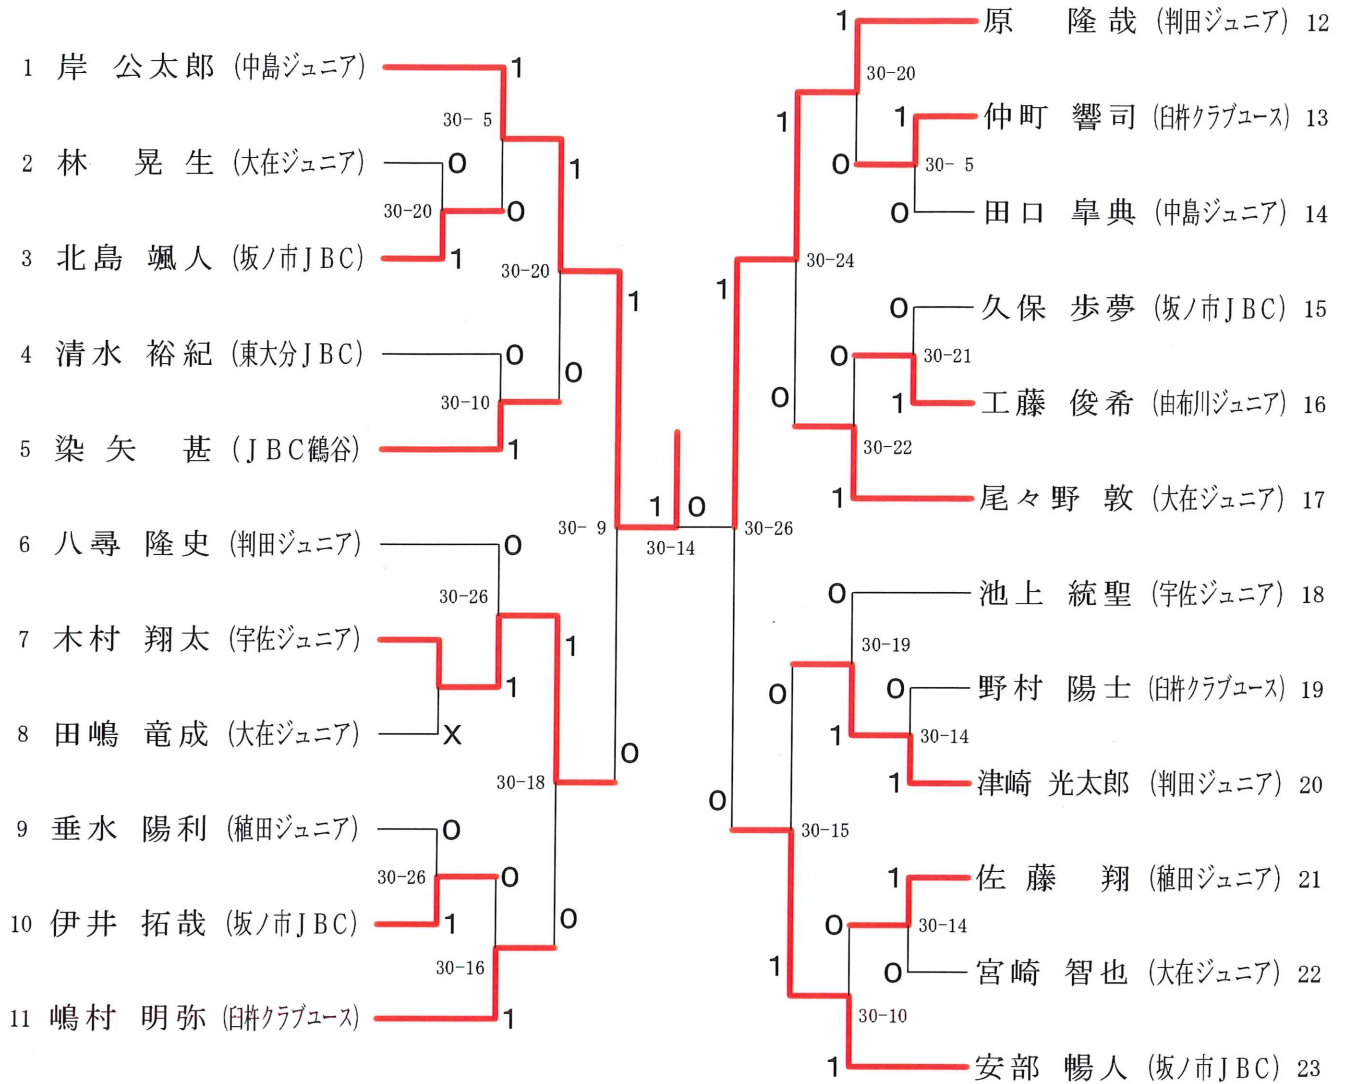 1 岸 公太郎 (中島ジュニア) 1
30- 5
2 林 晃 生 (大在ジュニア) 0
1
30-20 0
3 北島 颯人 (坂ノ市JBC) 1
30-20
1
4 清水 裕紀 (東大分JBC) 0
0
30-10
5 染 矢 甚 (JBC鶴谷) 1
30- 9
6 八尋 隆史 (判田ジュニア) 0
30-26
7 木村 翔太 (宇佐ジュニア)
1
1
8 田嶋 竜成 (大在ジュニア) X
0
30-18
9 垂水 陽利 (稙田ジュニア) 0
30-26 0
10 伊井 拓哉 (坂ノ市JBC) 1
0
30-16
11 嶋村 明弥 (臼杵クラブユース) 1
1 0
30-14
1 原 隆哉 (判田ジュニア) 12
30-20
1
1 仲町 響司 (臼杵クラブユース) 13
0 30- 5
0 田口 皐典 (中島ジュニア) 14
30-24
1
0 久保 歩夢 (坂ノ市JBC) 15
0 30-21
0
1 工藤 俊希 (由布川ジュニア) 16
30-22
1 尾々野 敦 (大在ジュニア) 17
30-26
0 池上 統聖 (宇佐ジュニア) 18
30-19
0
0 野村 陽士 (臼杵クラブユース) 19
1 30-14
1 津崎 光太郎 (判田ジュニア) 20
0
30-15
1 佐 藤 翔 (稙田ジュニア) 21
0 30-14
1
0 宮崎 智也 (大在ジュニア) 22
30-10
1 安部 暢人 (坂ノ市JBC) 23